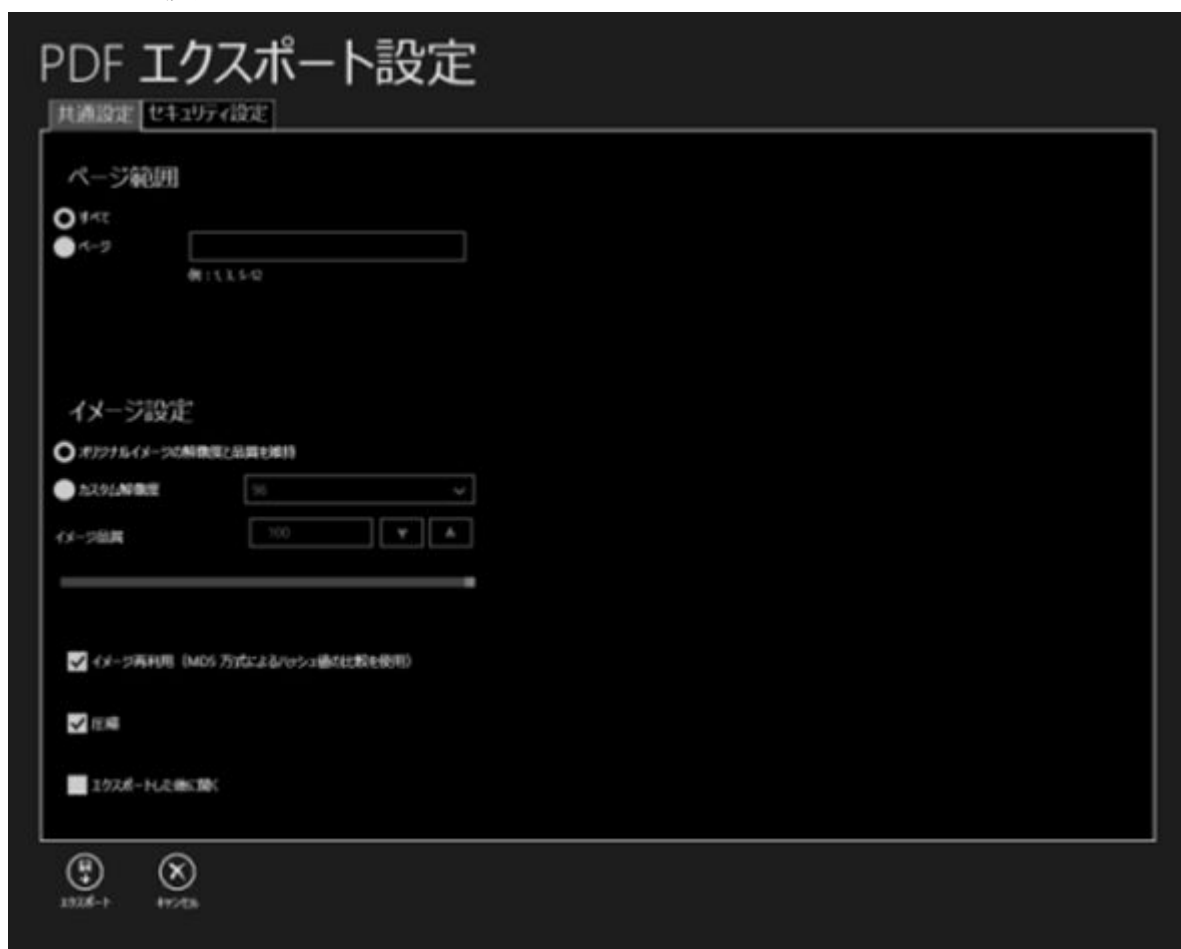 PDF エクスポート設定
共通設定 セキュリティ設定
ページ範囲
すべて
ページ
例：1, 3, 5-12
イメージ設定
オリジナルイメージの解像度と品質を維持
カスタム解像度 96
イメージ品質 100 ▼ ▲
イメージ再利用（MD5 方式によるハッシュ値の比較を使用）
圧縮
エクスポートした後に開く
エクスポート キャンセル